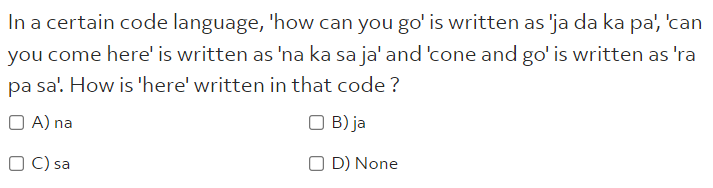 In a certain code language, 'how can you go' is written as 'ja da ka pa', 'can
you come here' is written as 'na ka sa ja' and 'cone and go' is written as 'ra
pa sa'. How is 'here' written in that code ?
A) na B) ja
C) sa D) None